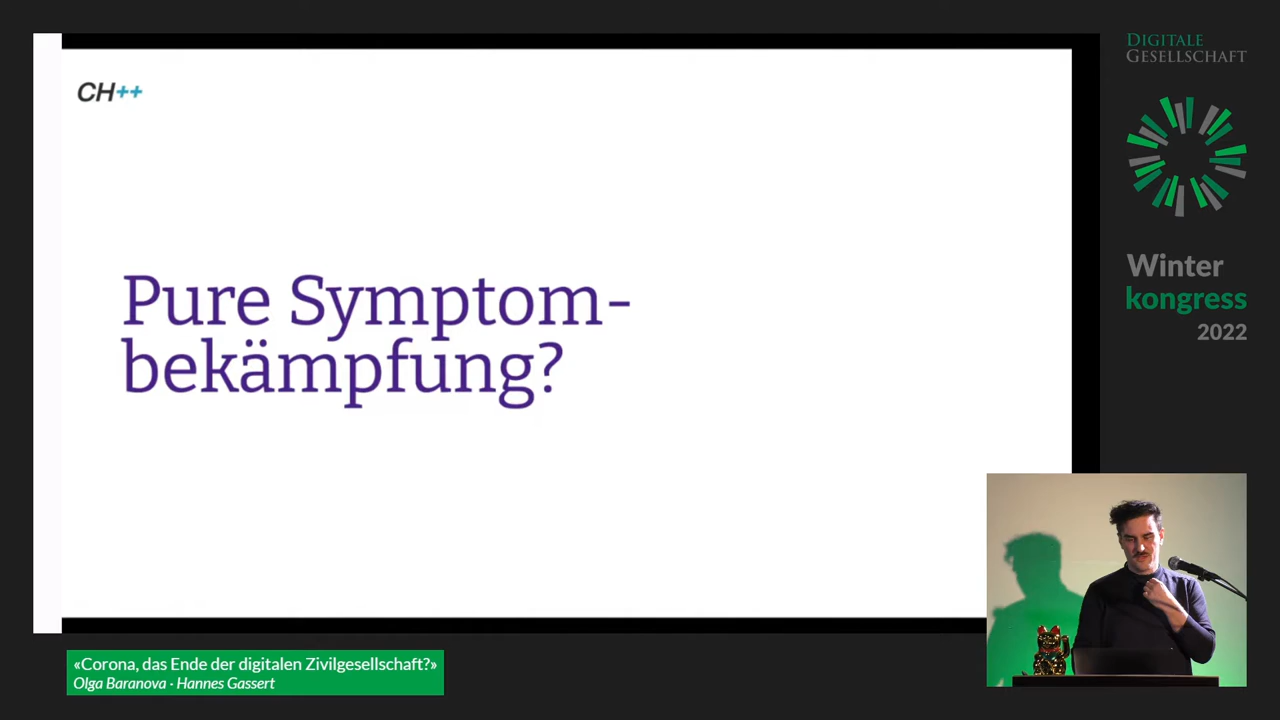 CH++
Pure Symptom-
bekämpfung?
DIGITALE
GESELLSCHAFT
Winter
kongress
2022
«Corona, das Ende der digitalen Zivilgesellschaft?»
Olga Baranova · Hannes Gassert